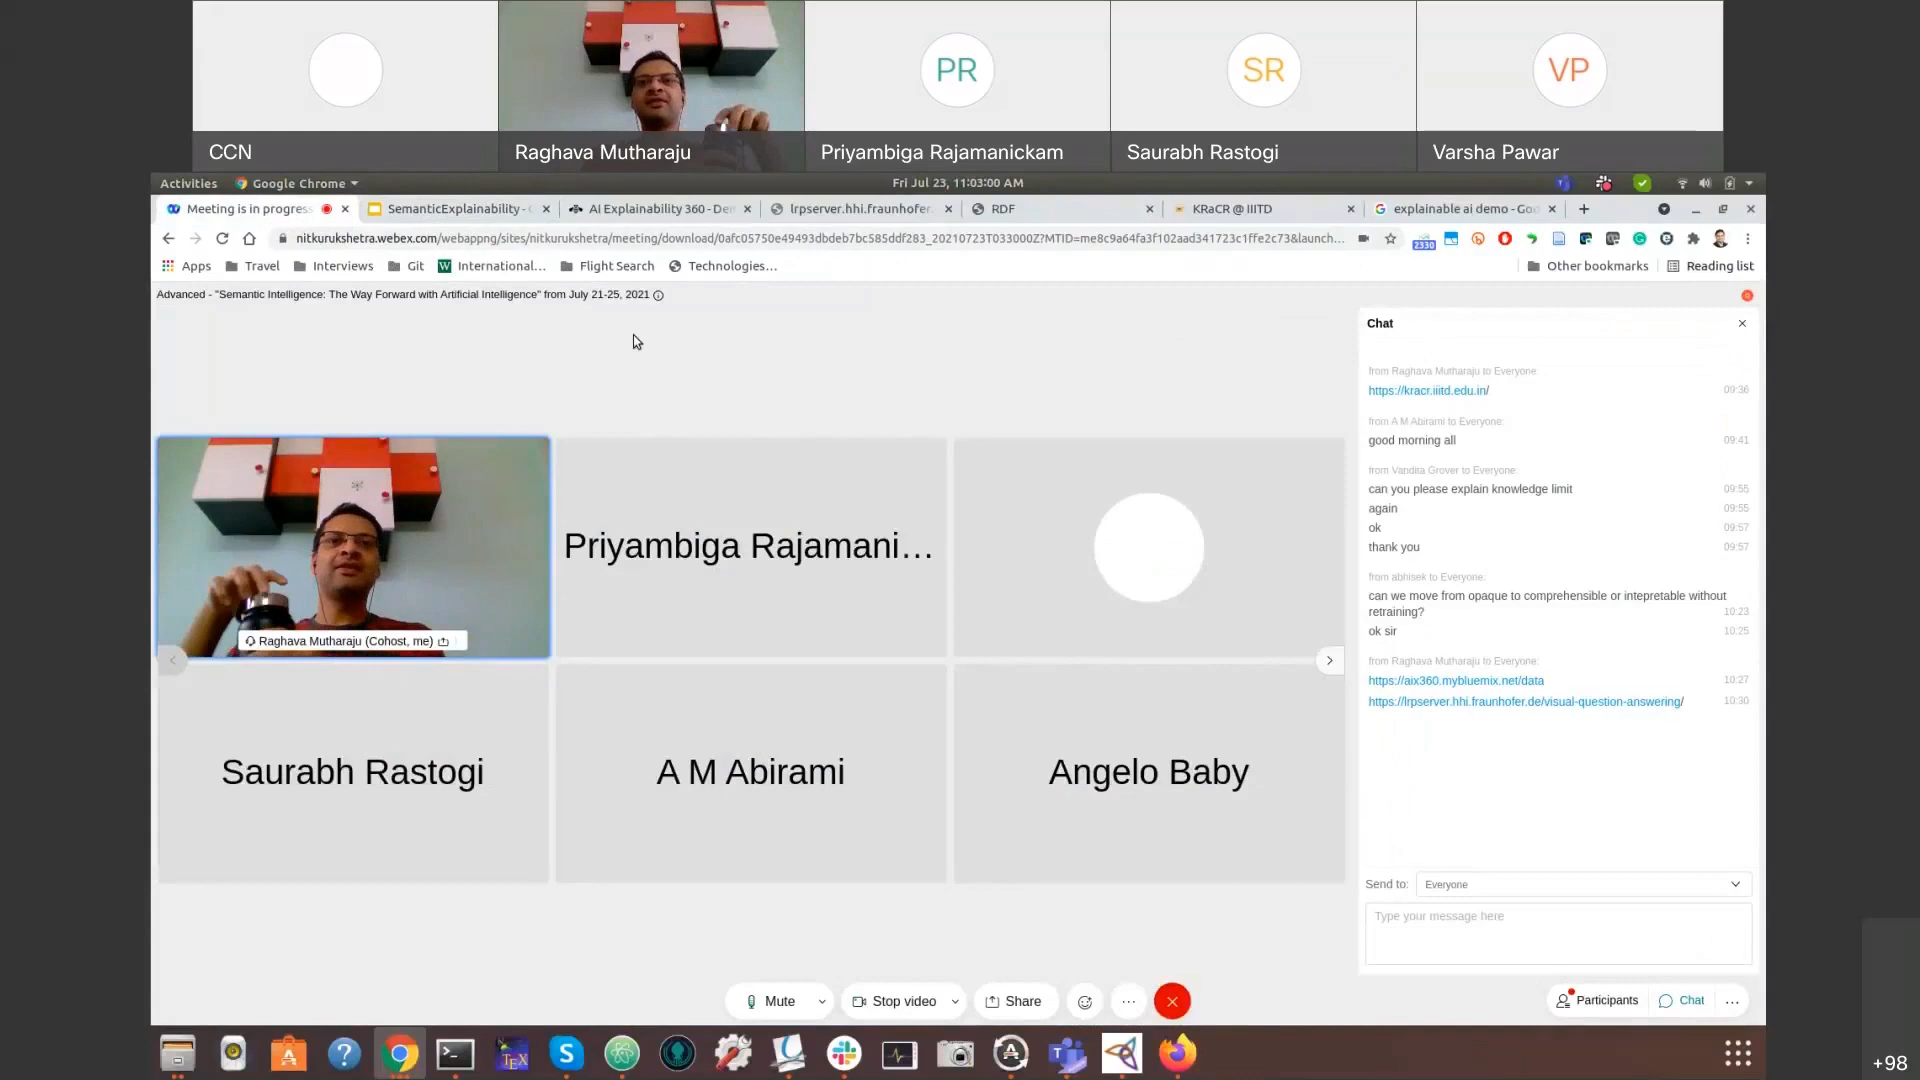 PR
SR
VP
CCN
Raghava Mutharaju
Priyambiga Rajamanickam
Saurabh Rastogi
Varsha Pawar
Activities
Google Chrome
Fri Jul 23, 11:03:00 AM
Meeting is in progress
SemanticExplainability -
AI Explainability 360 - Den
lrpserver.hhi.fraunhofer.
RDF
KRaCR @ IIITD
explainable ai demo - Goo
nitkurukshetra.webex.com/webappng/sites/nitkurukshetra/meeting/download/0afc05750e49493dbdeb7bc585ddf283_20210723T033000Z?MTID=me8c9a64fa3f102aad341723c1ffe2c73&launch...
2330
Apps
Travel
Interviews
Git
International...
Flight Search
Technologies...
Other bookmarks
Reading list
Advanced - "Semantic Intelligence: The Way Forward with Artificial Intelligence" from July 21-25, 2021
Chat
from Raghava Mutharaju to Everyone:
https://kracr.iiitd.edu.in/ 09:36
from A M Abirami to Everyone:
good morning all 09:41
from Vandita Grover to Everyone:
can you please explain knowledge limit 09:55
again 09:55
ok 09:57
thank you 09:57
from abhisek to Everyone:
can we move from opaque to comprehensible or intepretable without
retraining? 10:23
ok sir 10:25
from Raghava Mutharaju to Everyone:
https://aix360.mybluemix.net/data 10:27
https://lrpserver.hhi.fraunhofer.de/visual-question-answering/ 10:30
Priyambiga Rajamani...
Raghava Mutharaju (Cohost, me)
Saurabh Rastogi
A M Abirami
Angelo Baby
Send to:
Everyone
Type your message here
Mute
Stop video
Share
Participants
Chat
TEX
+98